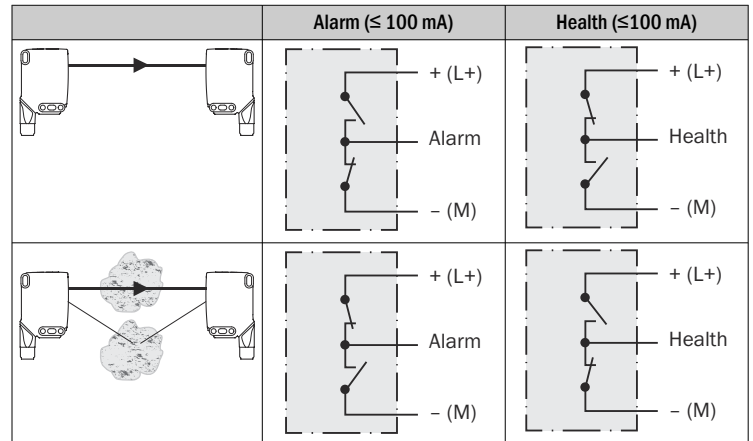 Alarm (≤ 100 mA)
Health (≤100 mA)
+ (L+)
Alarm
– (M)
+ (L+)
Health
– (M)
+ (L+)
Alarm
– (M)
+ (L+)
Health
– (M)